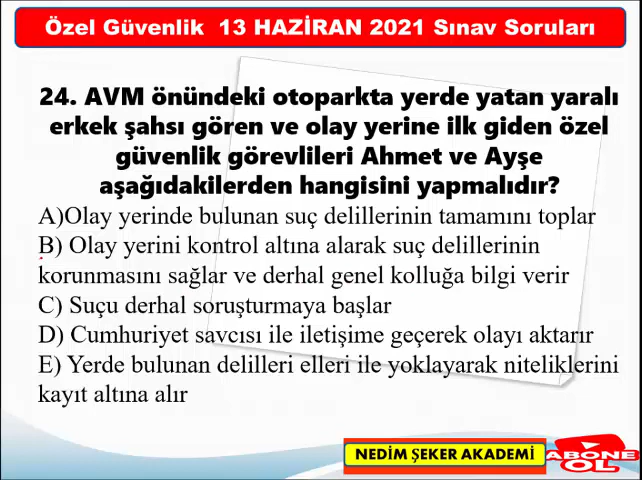 Özel Güvenlik 13 HAZİRAN 2021 Sınav Soruları
24. AVM önündeki otoparkta yerde yatan yaralı
erkek şahsı gören ve olay yerine ilk giden özel
güvenlik görevlileri Ahmet ve Ayşe
aşağıdakilerden hangisini yapmalıdır?
A)Olay yerinde bulunan suç delillerinin tamamını toplar
B) Olay yerini kontrol altına alarak suç delillerinin
korunmasını sağlar ve derhal genel kolluğa bilgi verir
C) Suçu derhal soruşturmaya başlar
D) Cumhuriyet savcısı ile iletişime geçerek olayı aktarır
E) Yerde bulunan delilleri elleri ile yoklayarak niteliklerini
kayıt altına alır
NEDİM ŞEKER AKADEMİ
ABONE
OL